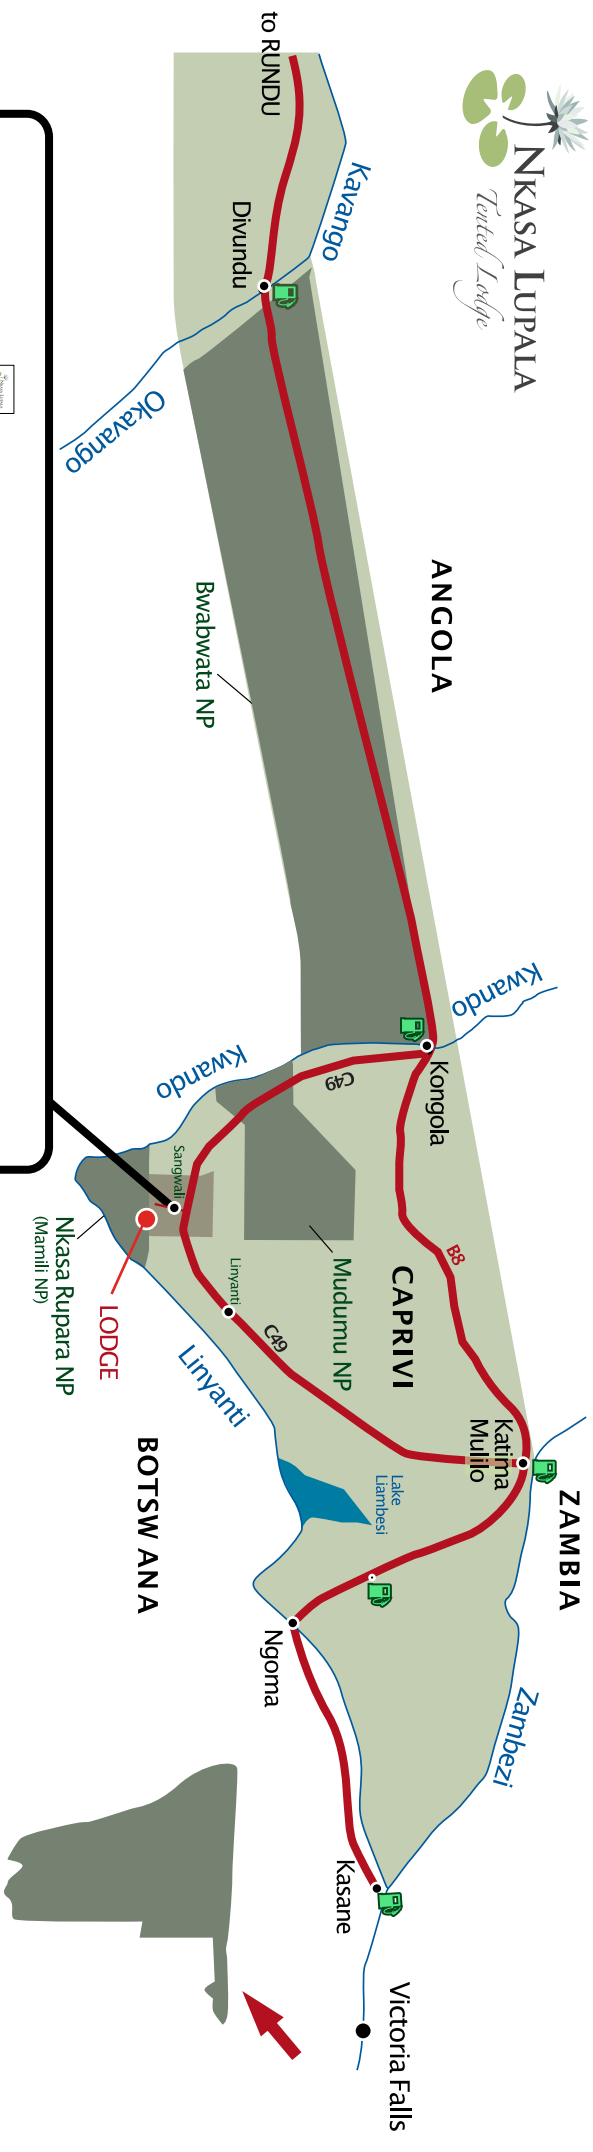 NKASA LUPALA
Tented Lodge
to RUNDU
Kavango
Divundu
Okavango
ANGOLA
Bwabwata NP
Kwando
Kongola
Kwando
C49
B8
CAPRIVI
Mudumu NP
Sangwali
Linyanti
C49
Linyanti
LODGE
Nkasa Rupara NP
(Mamili NP)
BOTSWANA
Katima
Mulilo
ZAMBIA
Lake
Liambesi
Ngoma
Zambezi
Kasane
Victoria Falls